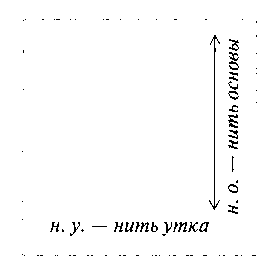 н. о. — нить основы
н. у. — нить утка